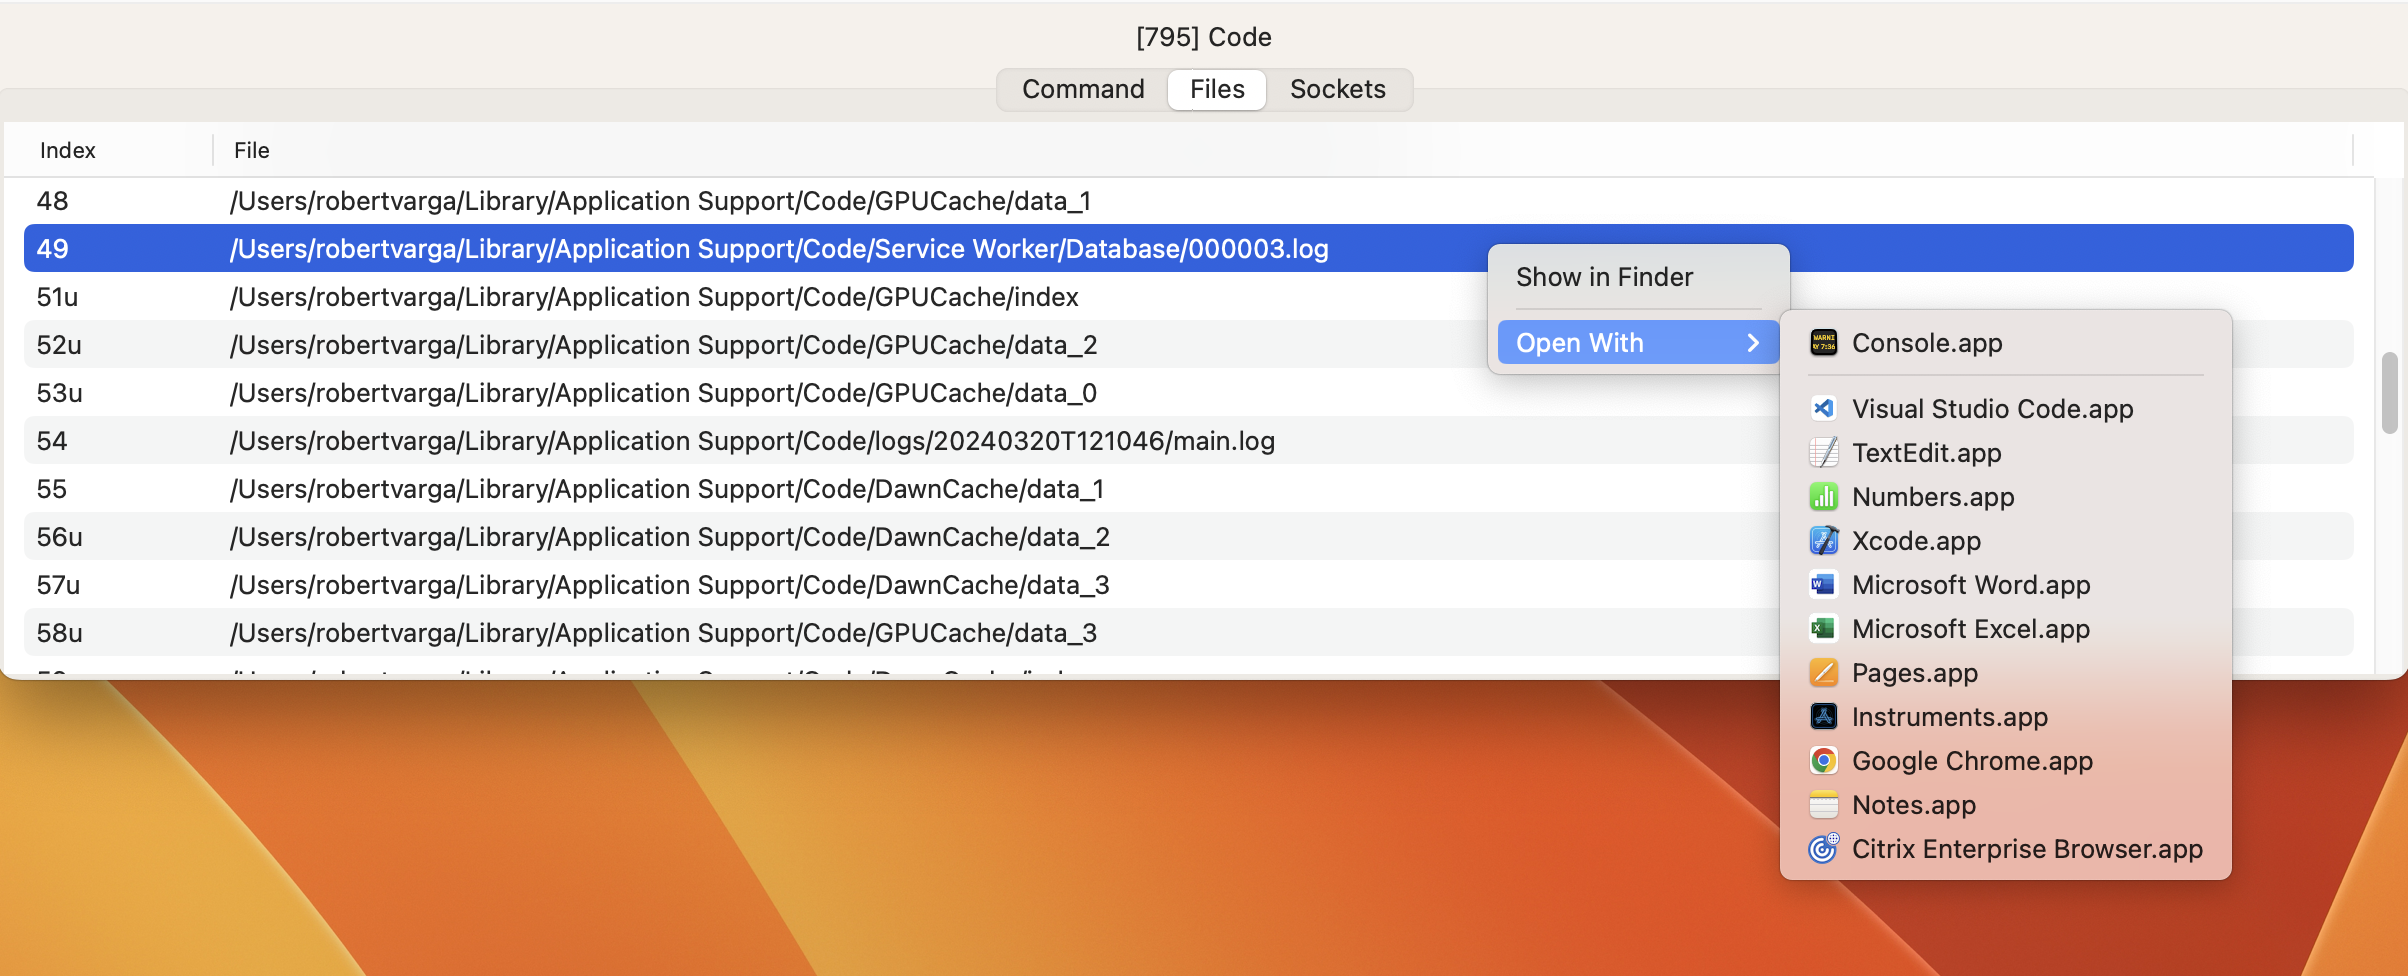 [795] Code
Command Files Sockets
Index File
48 /Users/robertvarga/Library/Application Support/Code/GPUCache/data_1
49 /Users/robertvarga/Library/Application Support/Code/Service Worker/Database/000003.log
51u /Users/robertvarga/Library/Application Support/Code/GPUCache/index
52u /Users/robertvarga/Library/Application Support/Code/GPUCache/data_2
53u /Users/robertvarga/Library/Application Support/Code/GPUCache/data_0
54 /Users/robertvarga/Library/Application Support/Code/logs/20240320T121046/main.log
55 /Users/robertvarga/Library/Application Support/Code/DawnCache/data_1
56u /Users/robertvarga/Library/Application Support/Code/DawnCache/data_2
57u /Users/robertvarga/Library/Application Support/Code/DawnCache/data_3
58u /Users/robertvarga/Library/Application Support/Code/GPUCache/data_3
Show in Finder
Open With
Console.app
Visual Studio Code.app
TextEdit.app
Numbers.app
Xcode.app
Microsoft Word.app
Microsoft Excel.app
Pages.app
Instruments.app
Google Chrome.app
Notes.app
Citrix Enterprise Browser.app